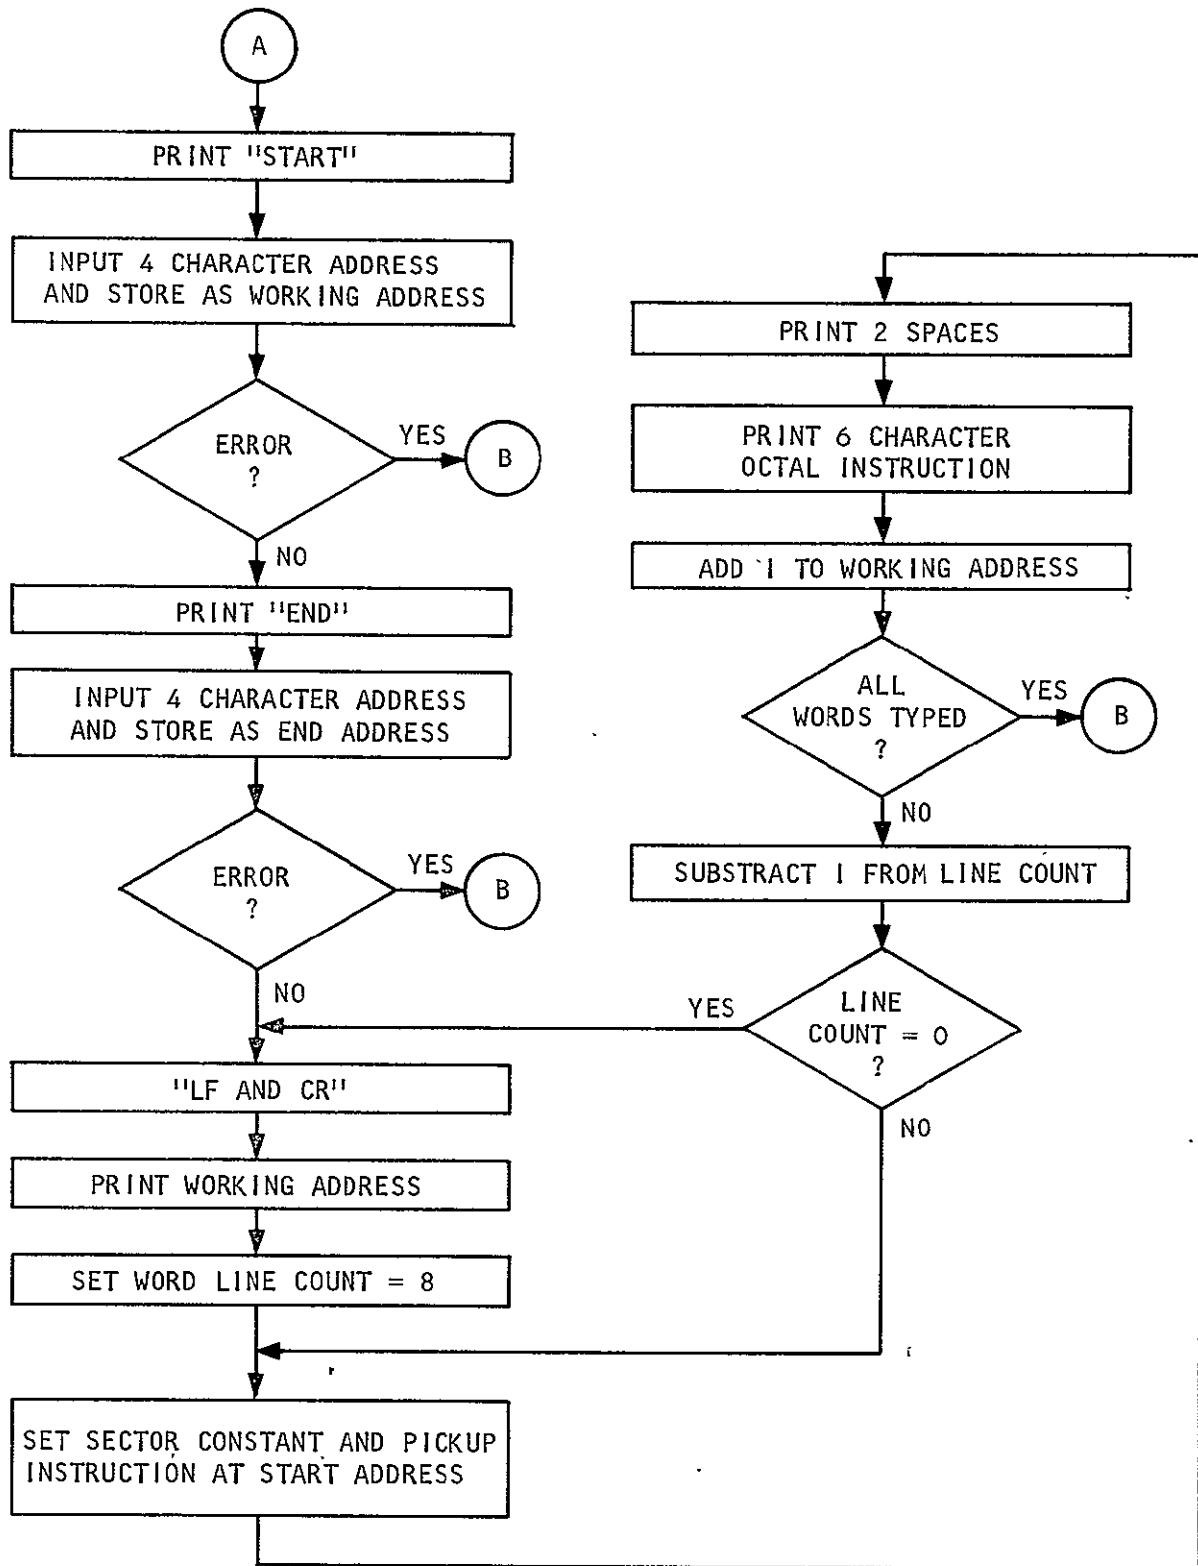 A
PRINT "START"
INPUT 4 CHARACTER ADDRESS
AND STORE AS WORKING ADDRESS
ERROR
?
YES
B
NO
PRINT "END"
INPUT 4 CHARACTER ADDRESS
AND STORE AS END ADDRESS
ERROR
?
YES
B
NO
"LF AND CR"
PRINT WORKING ADDRESS
SET WORD LINE COUNT = 8
SET SECTOR CONSTANT AND PICKUP
INSTRUCTION AT START ADDRESS
PRINT 2 SPACES
PRINT 6 CHARACTER
OCTAL INSTRUCTION
ADD 1 TO WORKING ADDRESS
ALL
WORDS TYPED
?
YES
B
NO
SUBSTRACT 1 FROM LINE COUNT
LINE
COUNT = 0
?
YES
NO